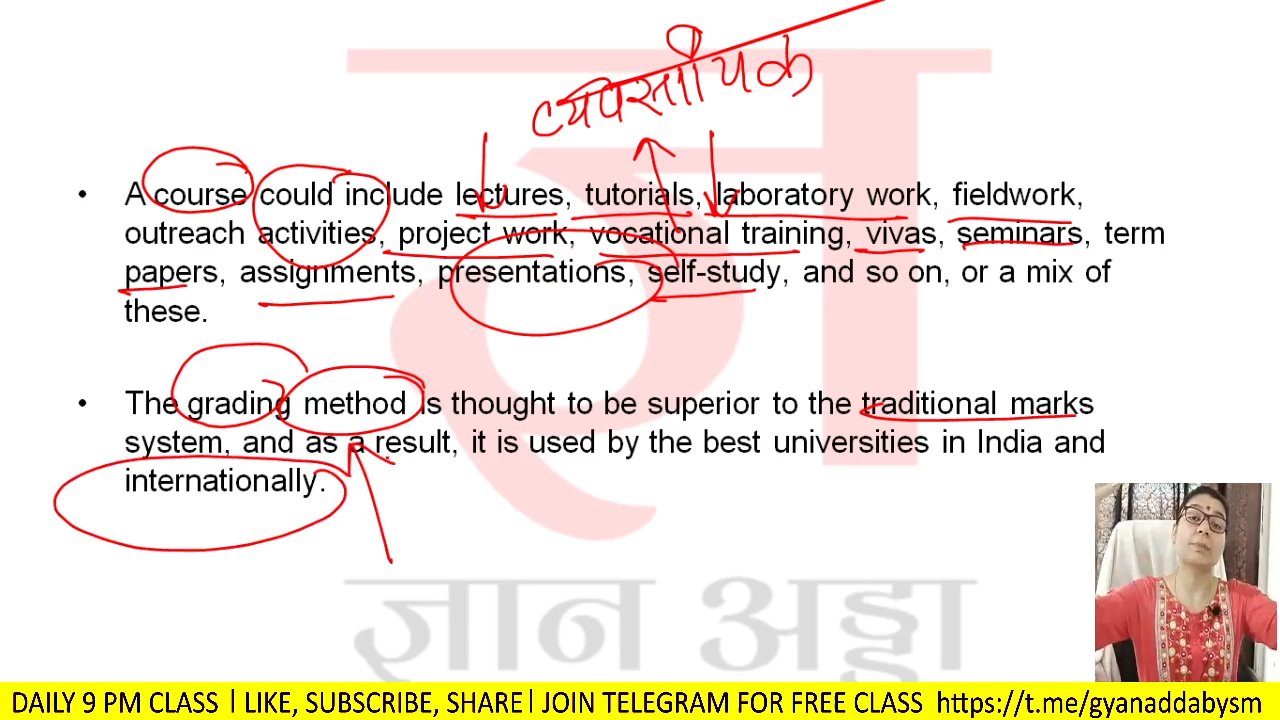 व्यवसायिक
• A course could include lectures, tutorials, laboratory work, fieldwork,
outreach activities, project work, vocational training, vivas, seminars, term
papers, assignments, presentations, self-study, and so on, or a mix of
these.
• The grading method is thought to be superior to the traditional marks
system, and as a result, it is used by the best universities in India and
internationally.
ज्ञान अड्डा
DAILY 9 PM CLASS | LIKE, SUBSCRIBE, SHARE| JOIN TELEGRAM FOR FREE CLASS https://t.me/gyanaddabysm